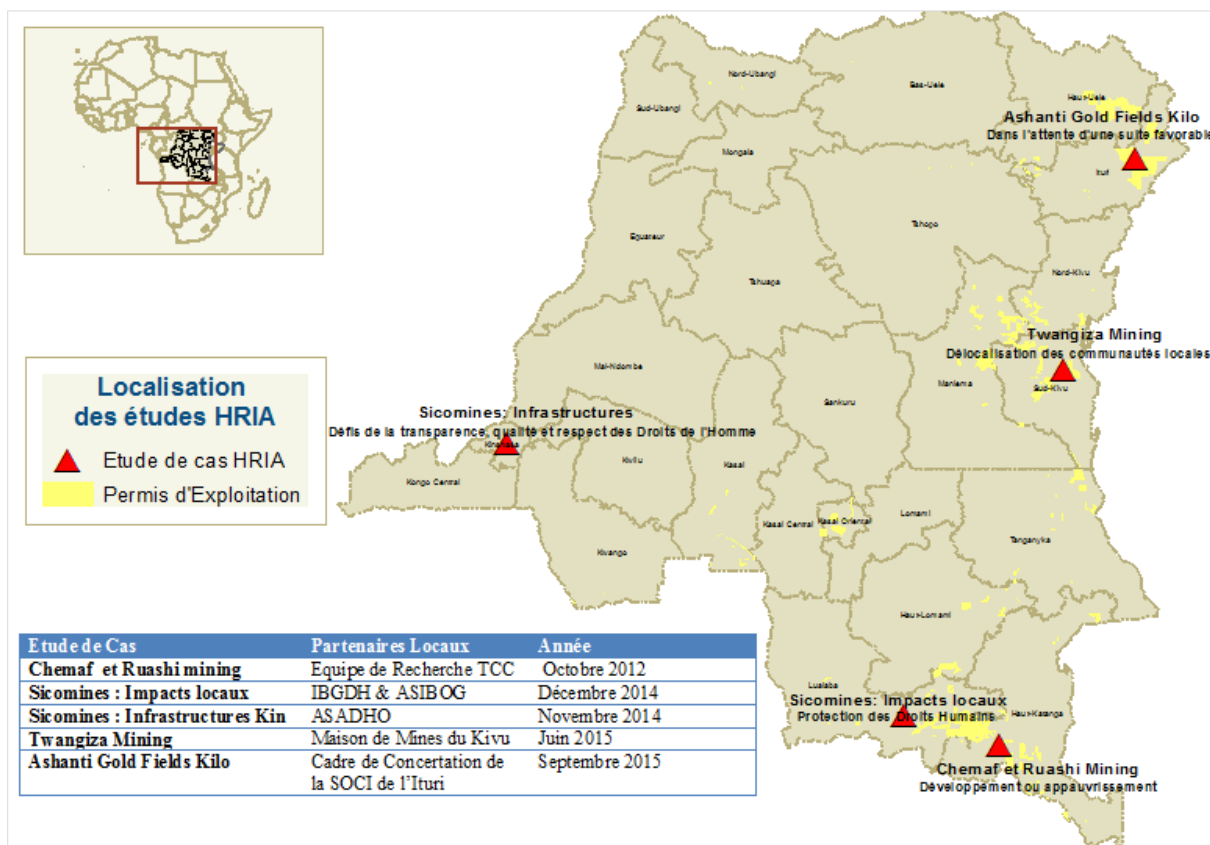 Nord-Ubangi
Bas-Uele
Haur-Uele
Sud-Ubangi
Ashanti Gold Fields Kilo
Dans l'attente d'une suite favorable
Mongala
Ituri
Tshopo
Equateur
Nord-Kivu
Tshuapa
Twangiza Mining
Délocalisation des communautés locales
Localisation
des études HRIA
Etude de cas HRIA
Permis d'Exploitation
Mai-Ndombe
Maniema
Sud-Kivu
Sankuru
Sicomines: Infrastructures
Défis de la transparence, qualité et respect des Droits de l'Homme
Kinshasa
Kwilu
Kasai
Kongo Central
Lomami
Kasai Central
Kasai Oriental
Tanganyika
Kwango
Haur-Lomami
Etude de Cas Partenaires Locaux Année
Chemaf et Ruashi mining Equipe de Recherche TCC Octobre 2012
Sicomines : Impacts locaux IBGDH & ASIBOG Décembre 2014
Sicomines : Infrastructures Kin ASADHO Novembre 2014
Twangiza Mining Maison de Mines du Kivu Juin 2015
Ashanti Gold Fields Kilo Cadre de Concertation de Septembre 2015
la SOCI de l'Ituri
Lualaba
Sicomines: Impacts locaux
Protection des Droits Humains
Haur-Katanga
Chemaf et Ruashi Mining
Développement ou appauvrissement